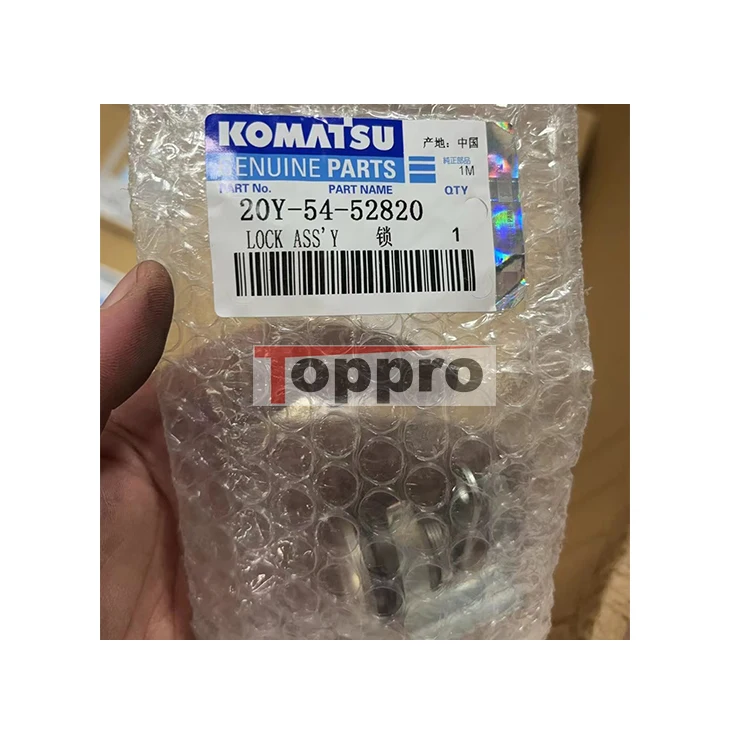 KOMATSU
产地：中国
GENUINE PARTS
純正部品
1M
PART No. PART NAME QTY
20Y-54-52820
LOCK ASS'Y 锁 1
Toppro